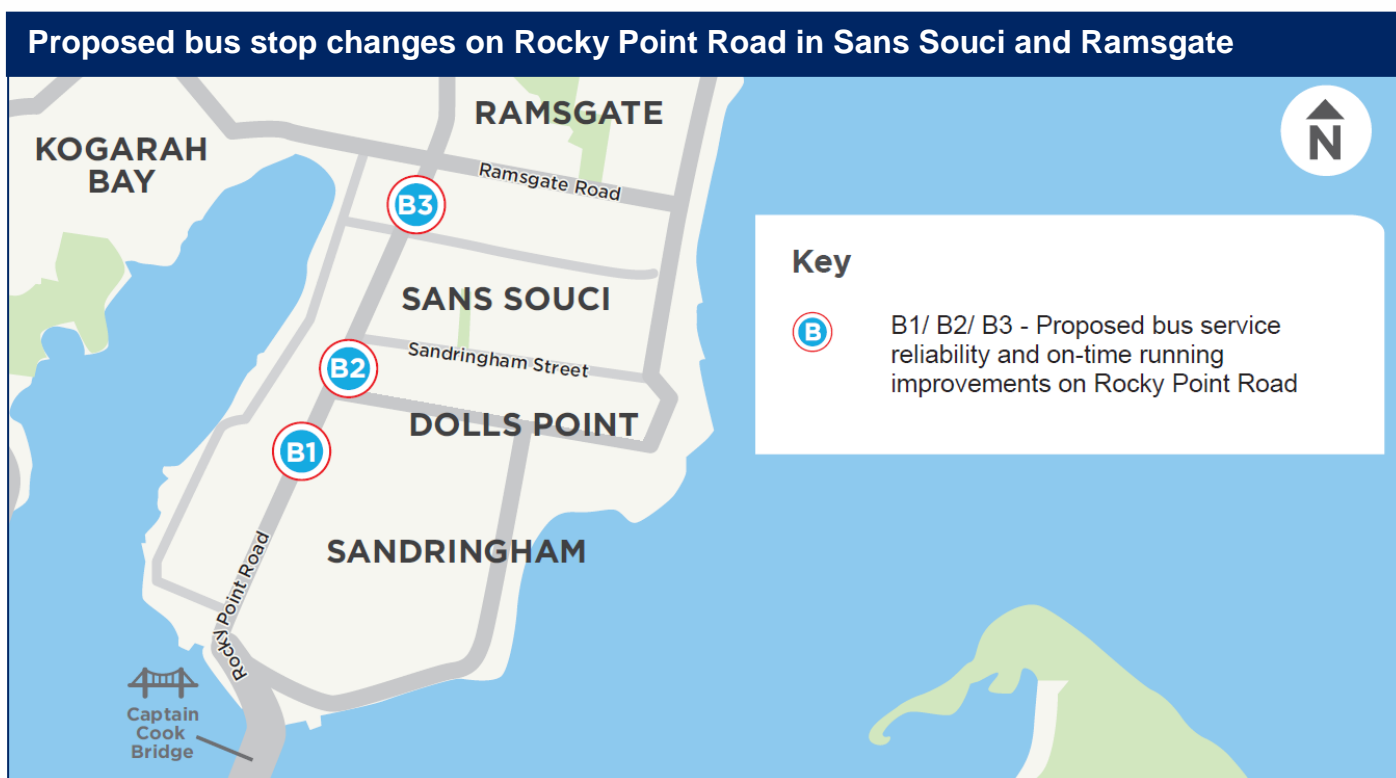 Proposed bus stop changes on Rocky Point Road in Sans Souci and Ramsgate
RAMSGATE
N
KOGARAH
BAY
Ramsgate Road
B3
Key
SANS SOUCI
B
B1/ B2/ B3 - Proposed bus service
reliability and on-time running
improvements on Rocky Point Road
Sandringham Street
B2
DOLLS POINT
B1
SANDRINGHAM
Rocky Point Road
Captain
Cook
Bridge